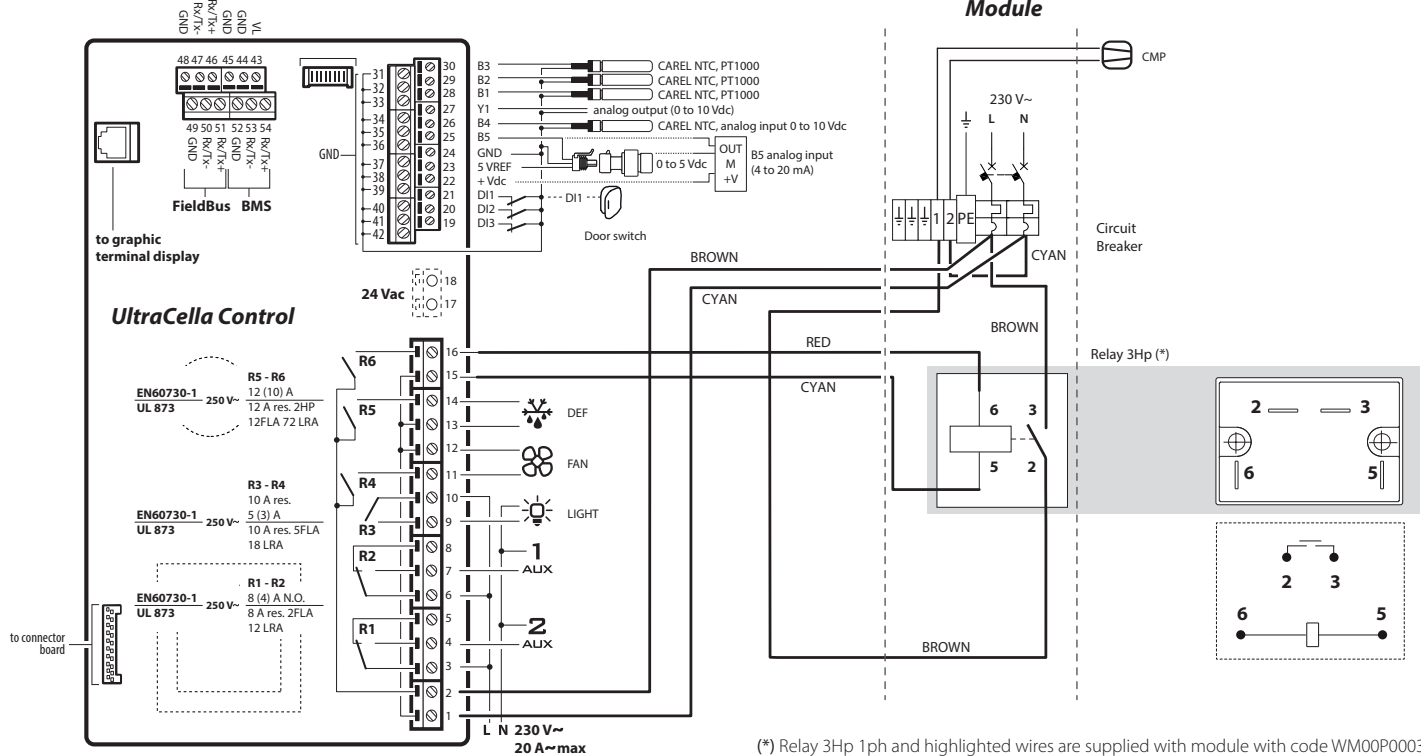 Module
GND
Rx/Tx-
Rx/Tx+
GND
GND
VL
48 47 46 45 44 43
49 50 51 52 53 54
GND
Rx/Tx-
Rx/Tx+
GND
Rx/Tx-
Rx/Tx+
FieldBus BMS
to graphic
terminal display
UltraCella Control
GND
31
32
33
34
35
36
37
38
39
40
41
42
30
29
28
27
26
25
24
23
22
21
20
19
B3
B2
B1
Y1
B4
B5
GND
5 VREF
+ Vdc
DI1
DI2
DI3
CAREL NTC, PT1000
CAREL NTC, PT1000
CAREL NTC, PT1000
analog output (0 to 10 Vdc)
CAREL NTC, analog input 0 to 10 Vdc
0 to 5 Vdc
OUT
M
+V
B5 analog input
(4 to 20 mA)
DI1
Door switch
24 Vac
18
17
CMP
230 V~
L N
1 2 PE
Circuit
Breaker
BROWN
CYAN
CYAN
BROWN
RED
CYAN
BROWN
Relay 3Hp (*)
6 3
5 2
2 3
6 5
2 3
6 5
R6
R5
R4
R3
R2
R1
16
15
14
13
12
11
10
9
8
7
6
5
4
3
2
1
DEF
FAN
LIGHT
1
AUX
2
AUX
R5 - R6
EN60730-1
UL 873
250 V~
12 (10) A
12 A res. 2HP
12FLA 72 LRA
R3 - R4
10 A res.
EN60730-1
UL 873
250 V~
5 (3) A
10 A res. 5FLA
18 LRA
R1 - R2
EN60730-1
UL 873
250 V~
8 (4) A N.O.
8 A res. 2FLA
12 LRA
to connector
board
L N 230 V~
20 A~max
(*) Relay 3Hp 1ph and highlighted wires are supplied with module with code WM00P0003